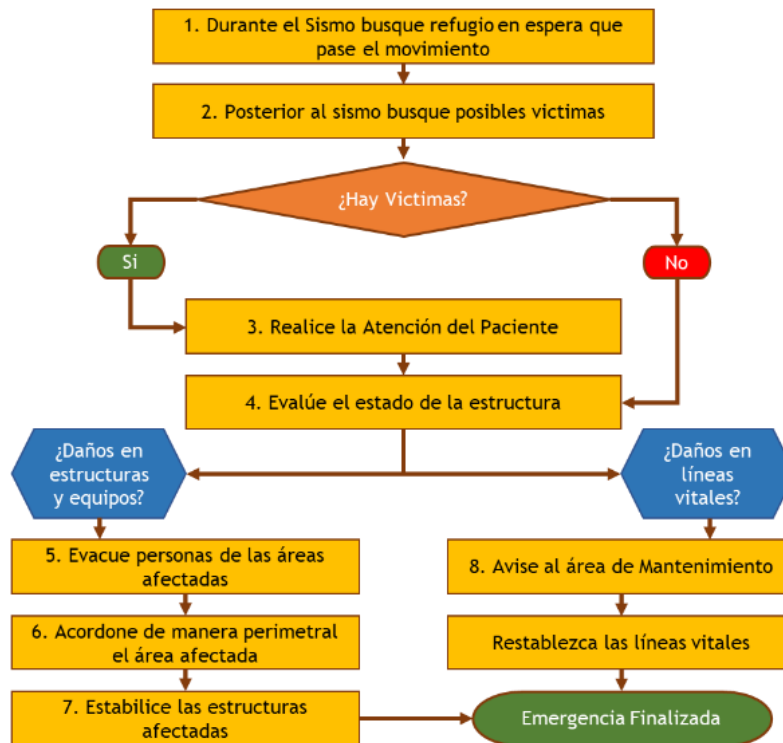 1. Durante el Sismo busque refugio en espera que
pase el movimiento
2. Posterior al sismo busque posibles victimas
¿Hay Victimas?
Si
No
3. Realice la Atención del Paciente
4. Evalúe el estado de la estructura
¿Daños en
estructuras
y equipos?
¿Daños en
líneas
vitales?
5. Evacue personas de las áreas
afectadas
8. Avise al área de Mantenimiento
6. Acordone de manera perimetral
el área afectada
Restablezca las líneas vitales
7. Estabilice las estructuras
afectadas
Emergencia Finalizada